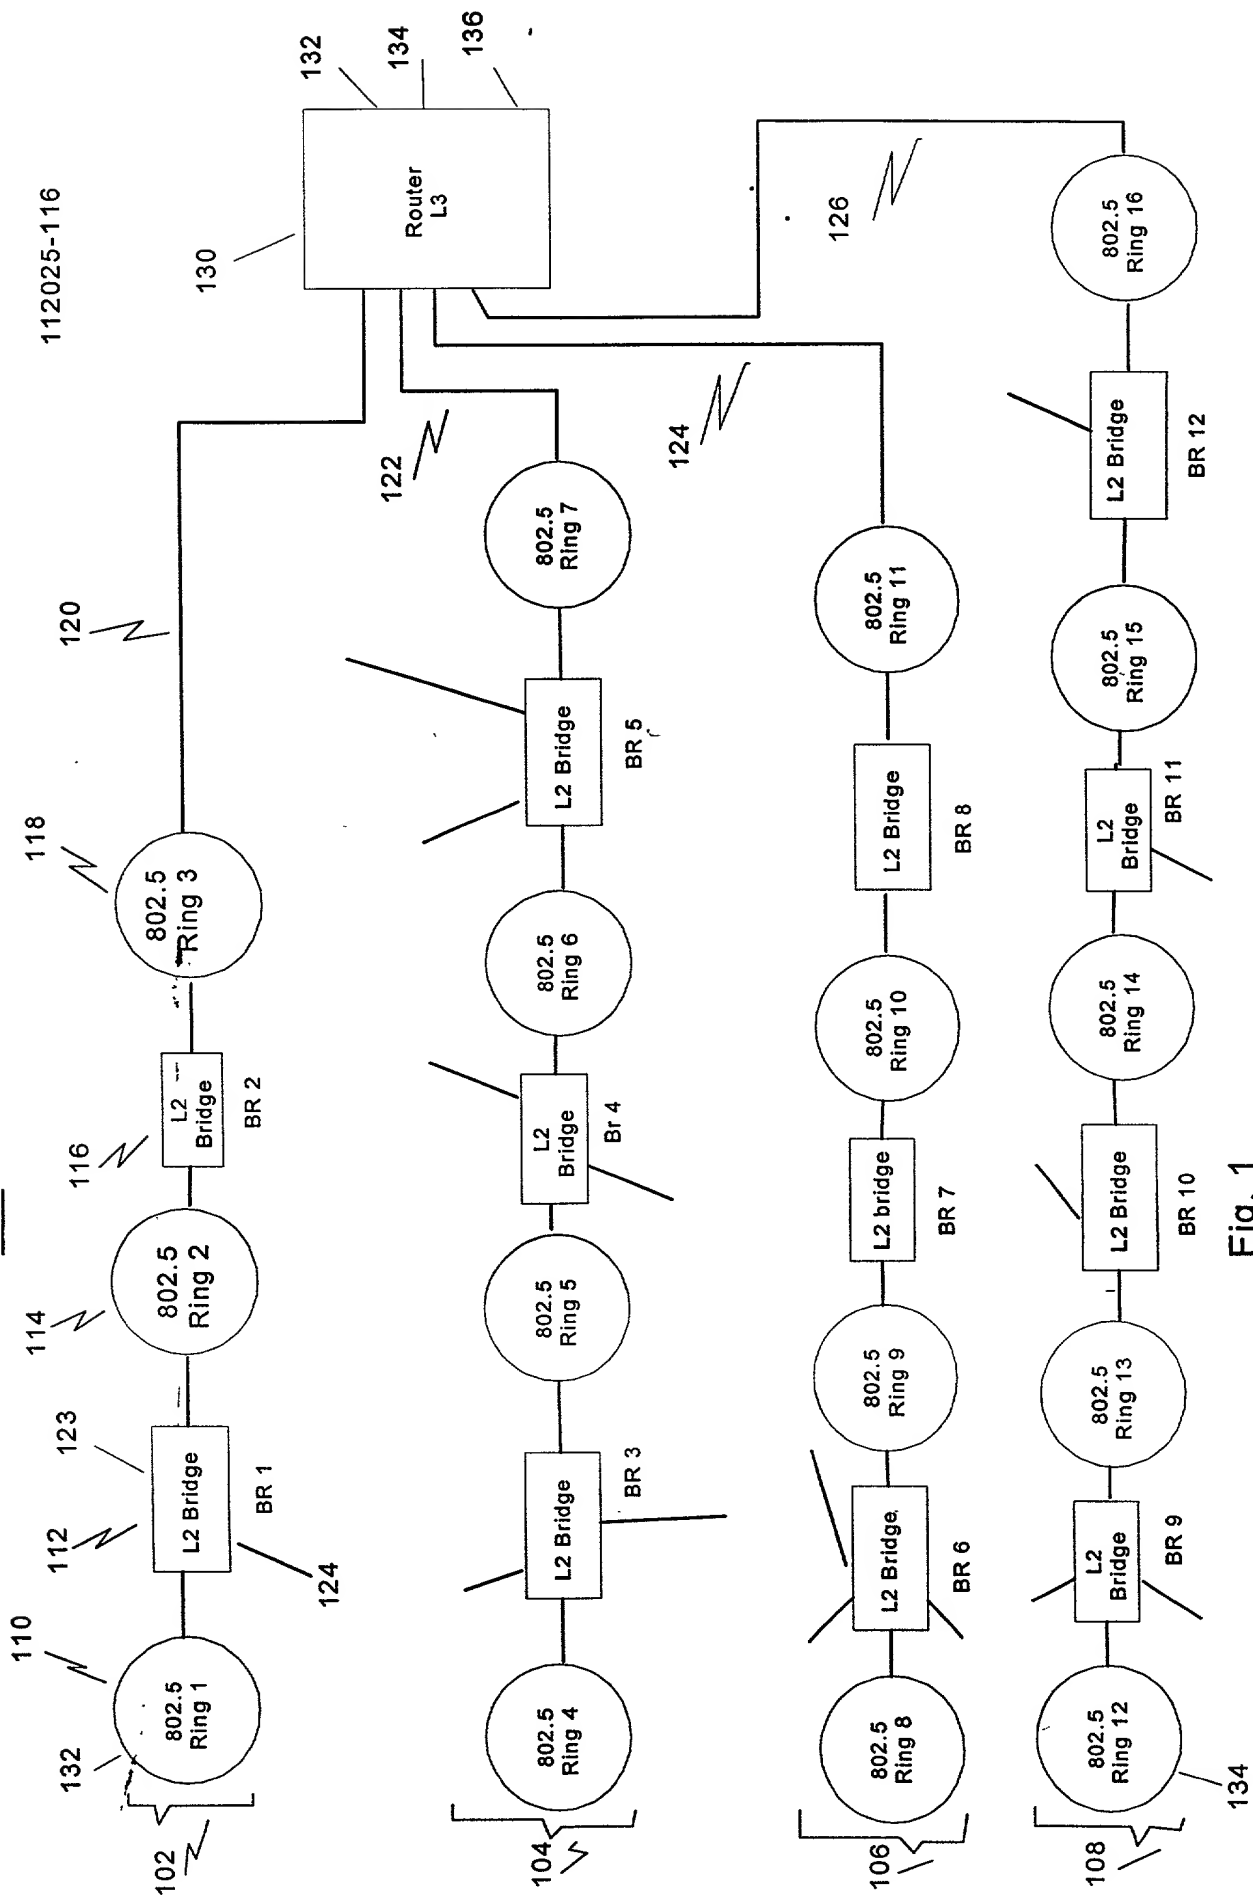 112025-116
102
132
110
802.5
Ring 1
112
123
L2 Bridge
BR 1
124
114
802.5
Ring 2
116
L2
Bridge
BR 2
118
802.5
Ring 3
120
130
Router
L3
132
134
136
104
802.5
Ring 4
L2 Bridge
BR 3
802.5
Ring 5
L2
Bridge
Br 4
802.5
Ring 6
L2 Bridge
BR 5
802.5
Ring 7
122
106
802.5
Ring 8
L2 Bridge
BR 6
802.5
Ring 9
L2 bridge
BR 7
802.5
Ring 10
L2 Bridge
BR 8
802.5
Ring 11
124
126
108
802.5
Ring 12
134
L2
Bridge
BR 9
802.5
Ring 13
L2 Bridge
BR 10
802.5
Ring 14
L2
Bridge
BR 11
802.5
Ring 15
L2 Bridge
BR 12
802.5
Ring 16
Fig. 1